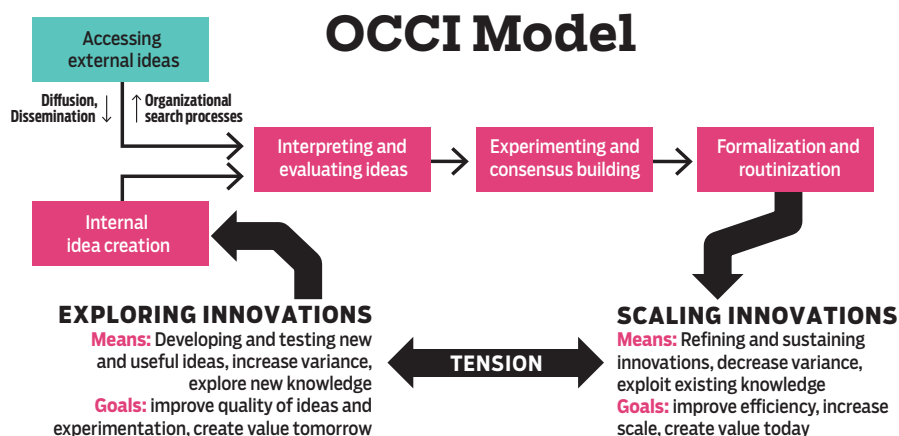 OCCI Model
Accessing
external ideas
Diffusion,
Dissemination
Organizational
search processes
Interpreting and
evaluating ideas
Experimenting and
consensus building
Formalization and
routinization
Internal
idea creation
EXPLORING INNOVATIONS
Means: Developing and testing new
and useful ideas, increase variance,
explore new knowledge
Goals: improve quality of ideas and
experimentation, create value tomorrow
TENSION
SCALING INNOVATIONS
Means: Refining and sustaining
innovations, decrease variance,
exploit existing knowledge
Goals: improve efficiency, increase
scale, create value today